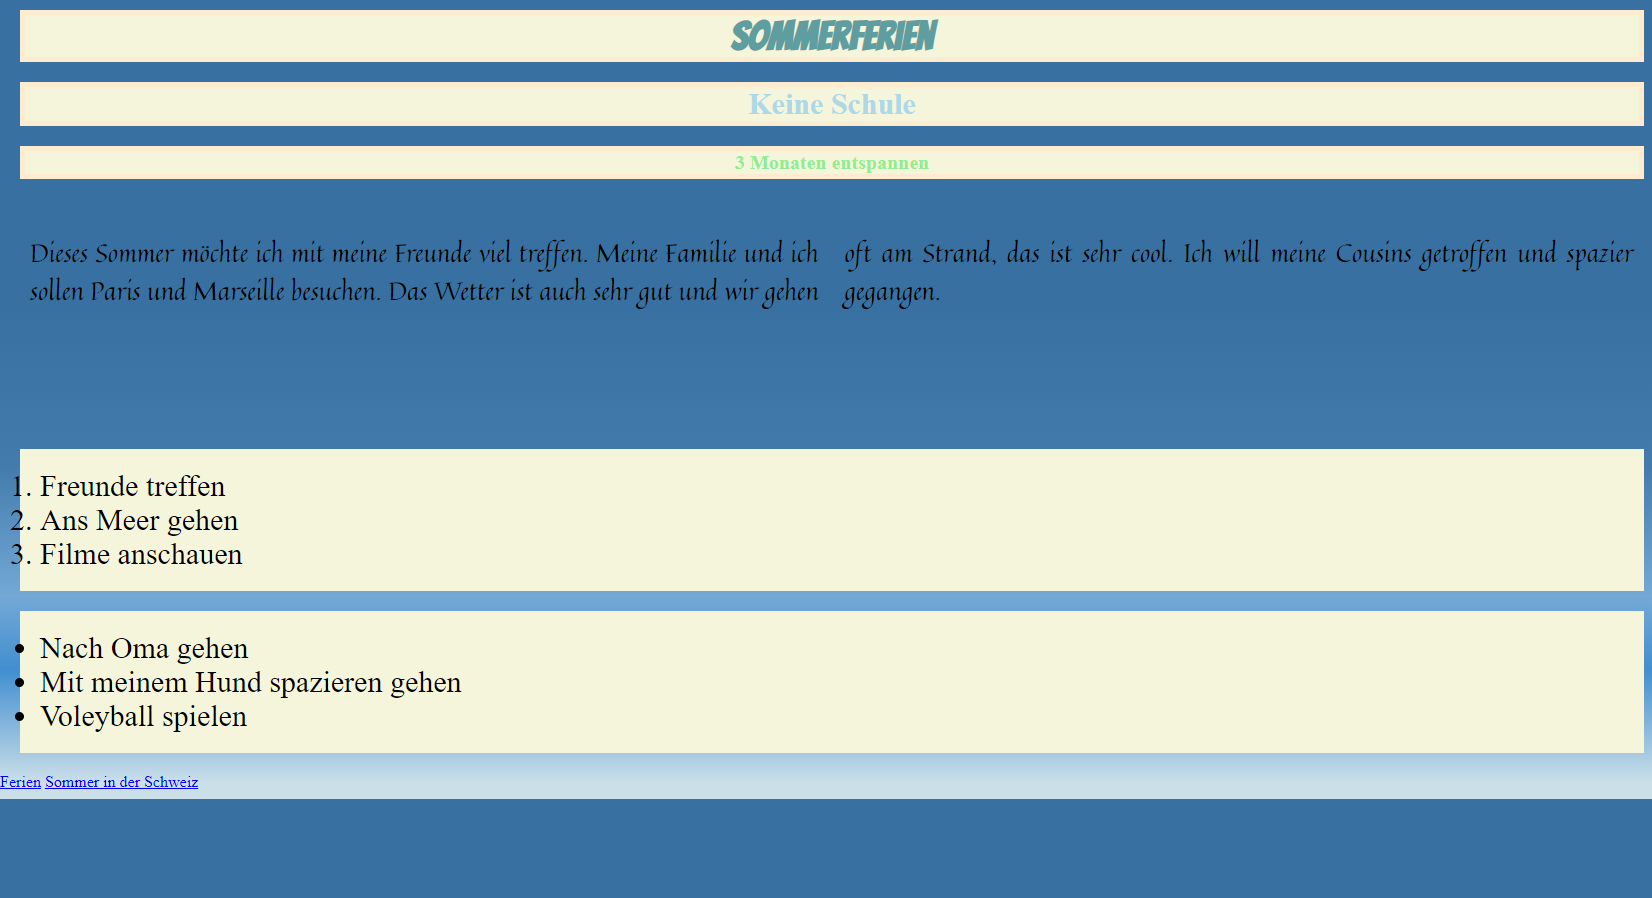 SOMMERFERIEN
Keine Schule
3 Monaten entspannen
Dieses Sommer möchte ich mit meine Freunde viel treffen. Meine Familie und ich
sollen Paris und Marseille besuchen. Das Wetter ist auch sehr gut und wir gehen
oft am Strand, das ist sehr cool. Ich will meine Cousins getroffen und spazier
gegangen.
1. Freunde treffen
2. Ans Meer gehen
3. Filme anschauen
• Nach Oma gehen
• Mit meinem Hund spazieren gehen
• Voleyball spielen
Ferien Sommer in der Schweiz